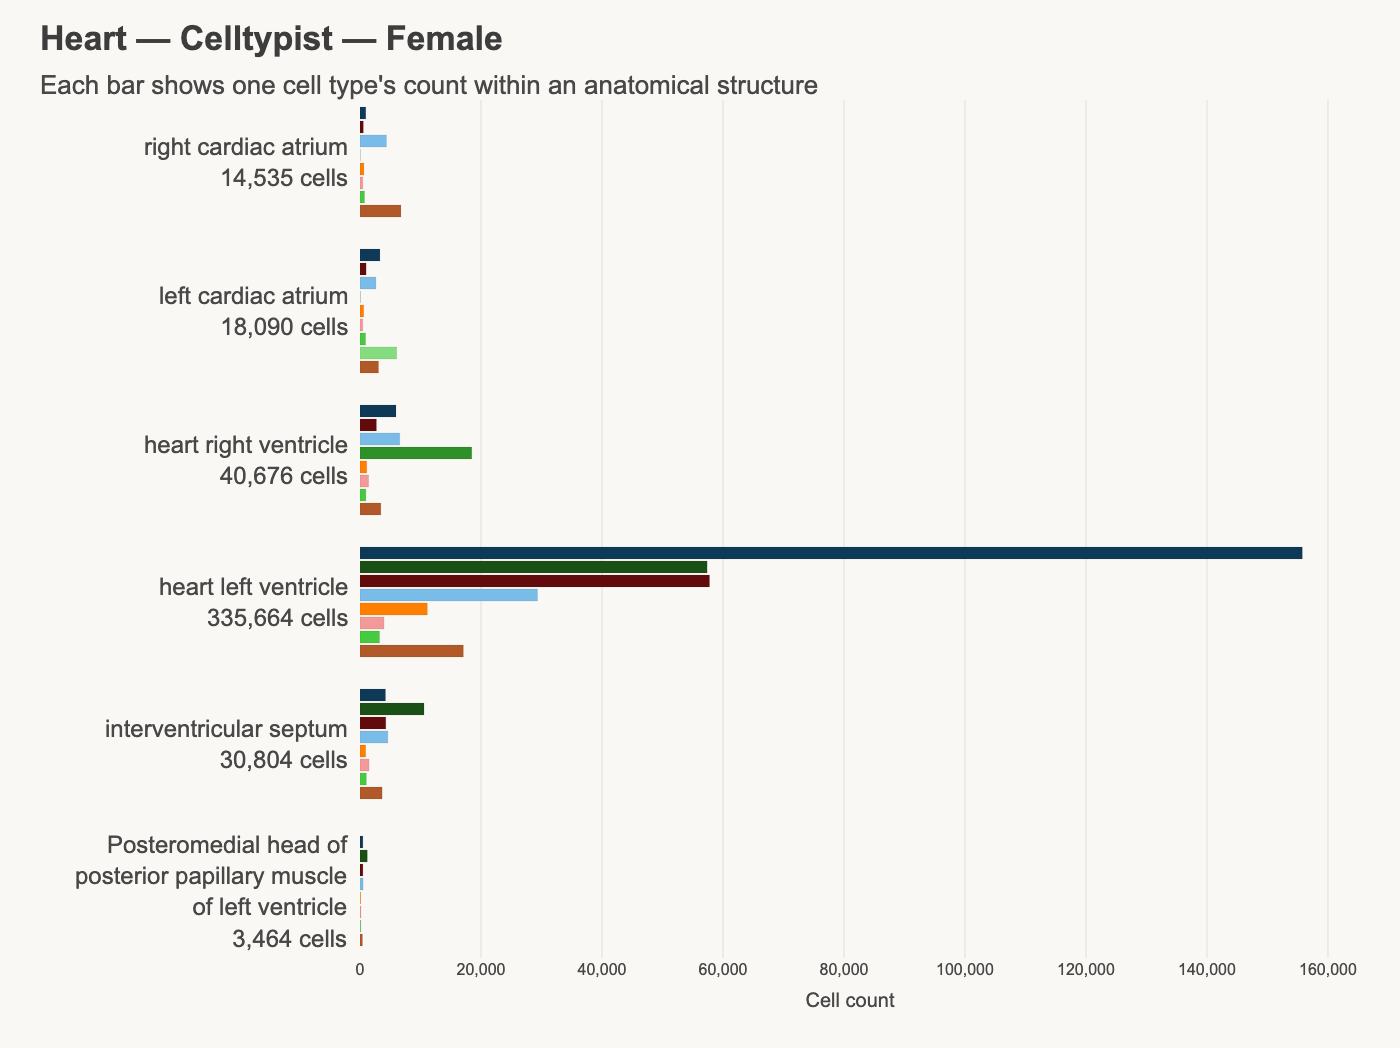 Heart — Celltypist — Female
Each bar shows one cell type's count within an anatomical structure
right cardiac atrium
14,535 cells
left cardiac atrium
18,090 cells
heart right ventricle
40,676 cells
heart left ventricle
335,664 cells
interventricular septum
30,804 cells
Posteromedial head of
posterior papillary muscle
of left ventricle
3,464 cells
0 20,000 40,000 60,000 80,000 100,000 120,000 140,000 160,000
Cell count